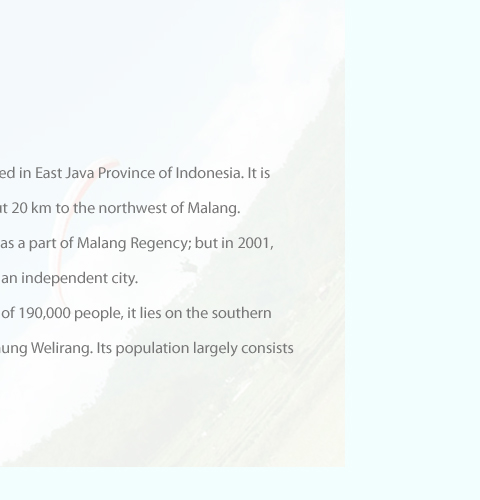 in East Java Province of Indonesia. It is
20 km to the northwest of Malang.
as a part of Malang Regency; but in 2001,
an independent city.
of 190,000 people, it lies on the southern
Welirang. Its population largely consists